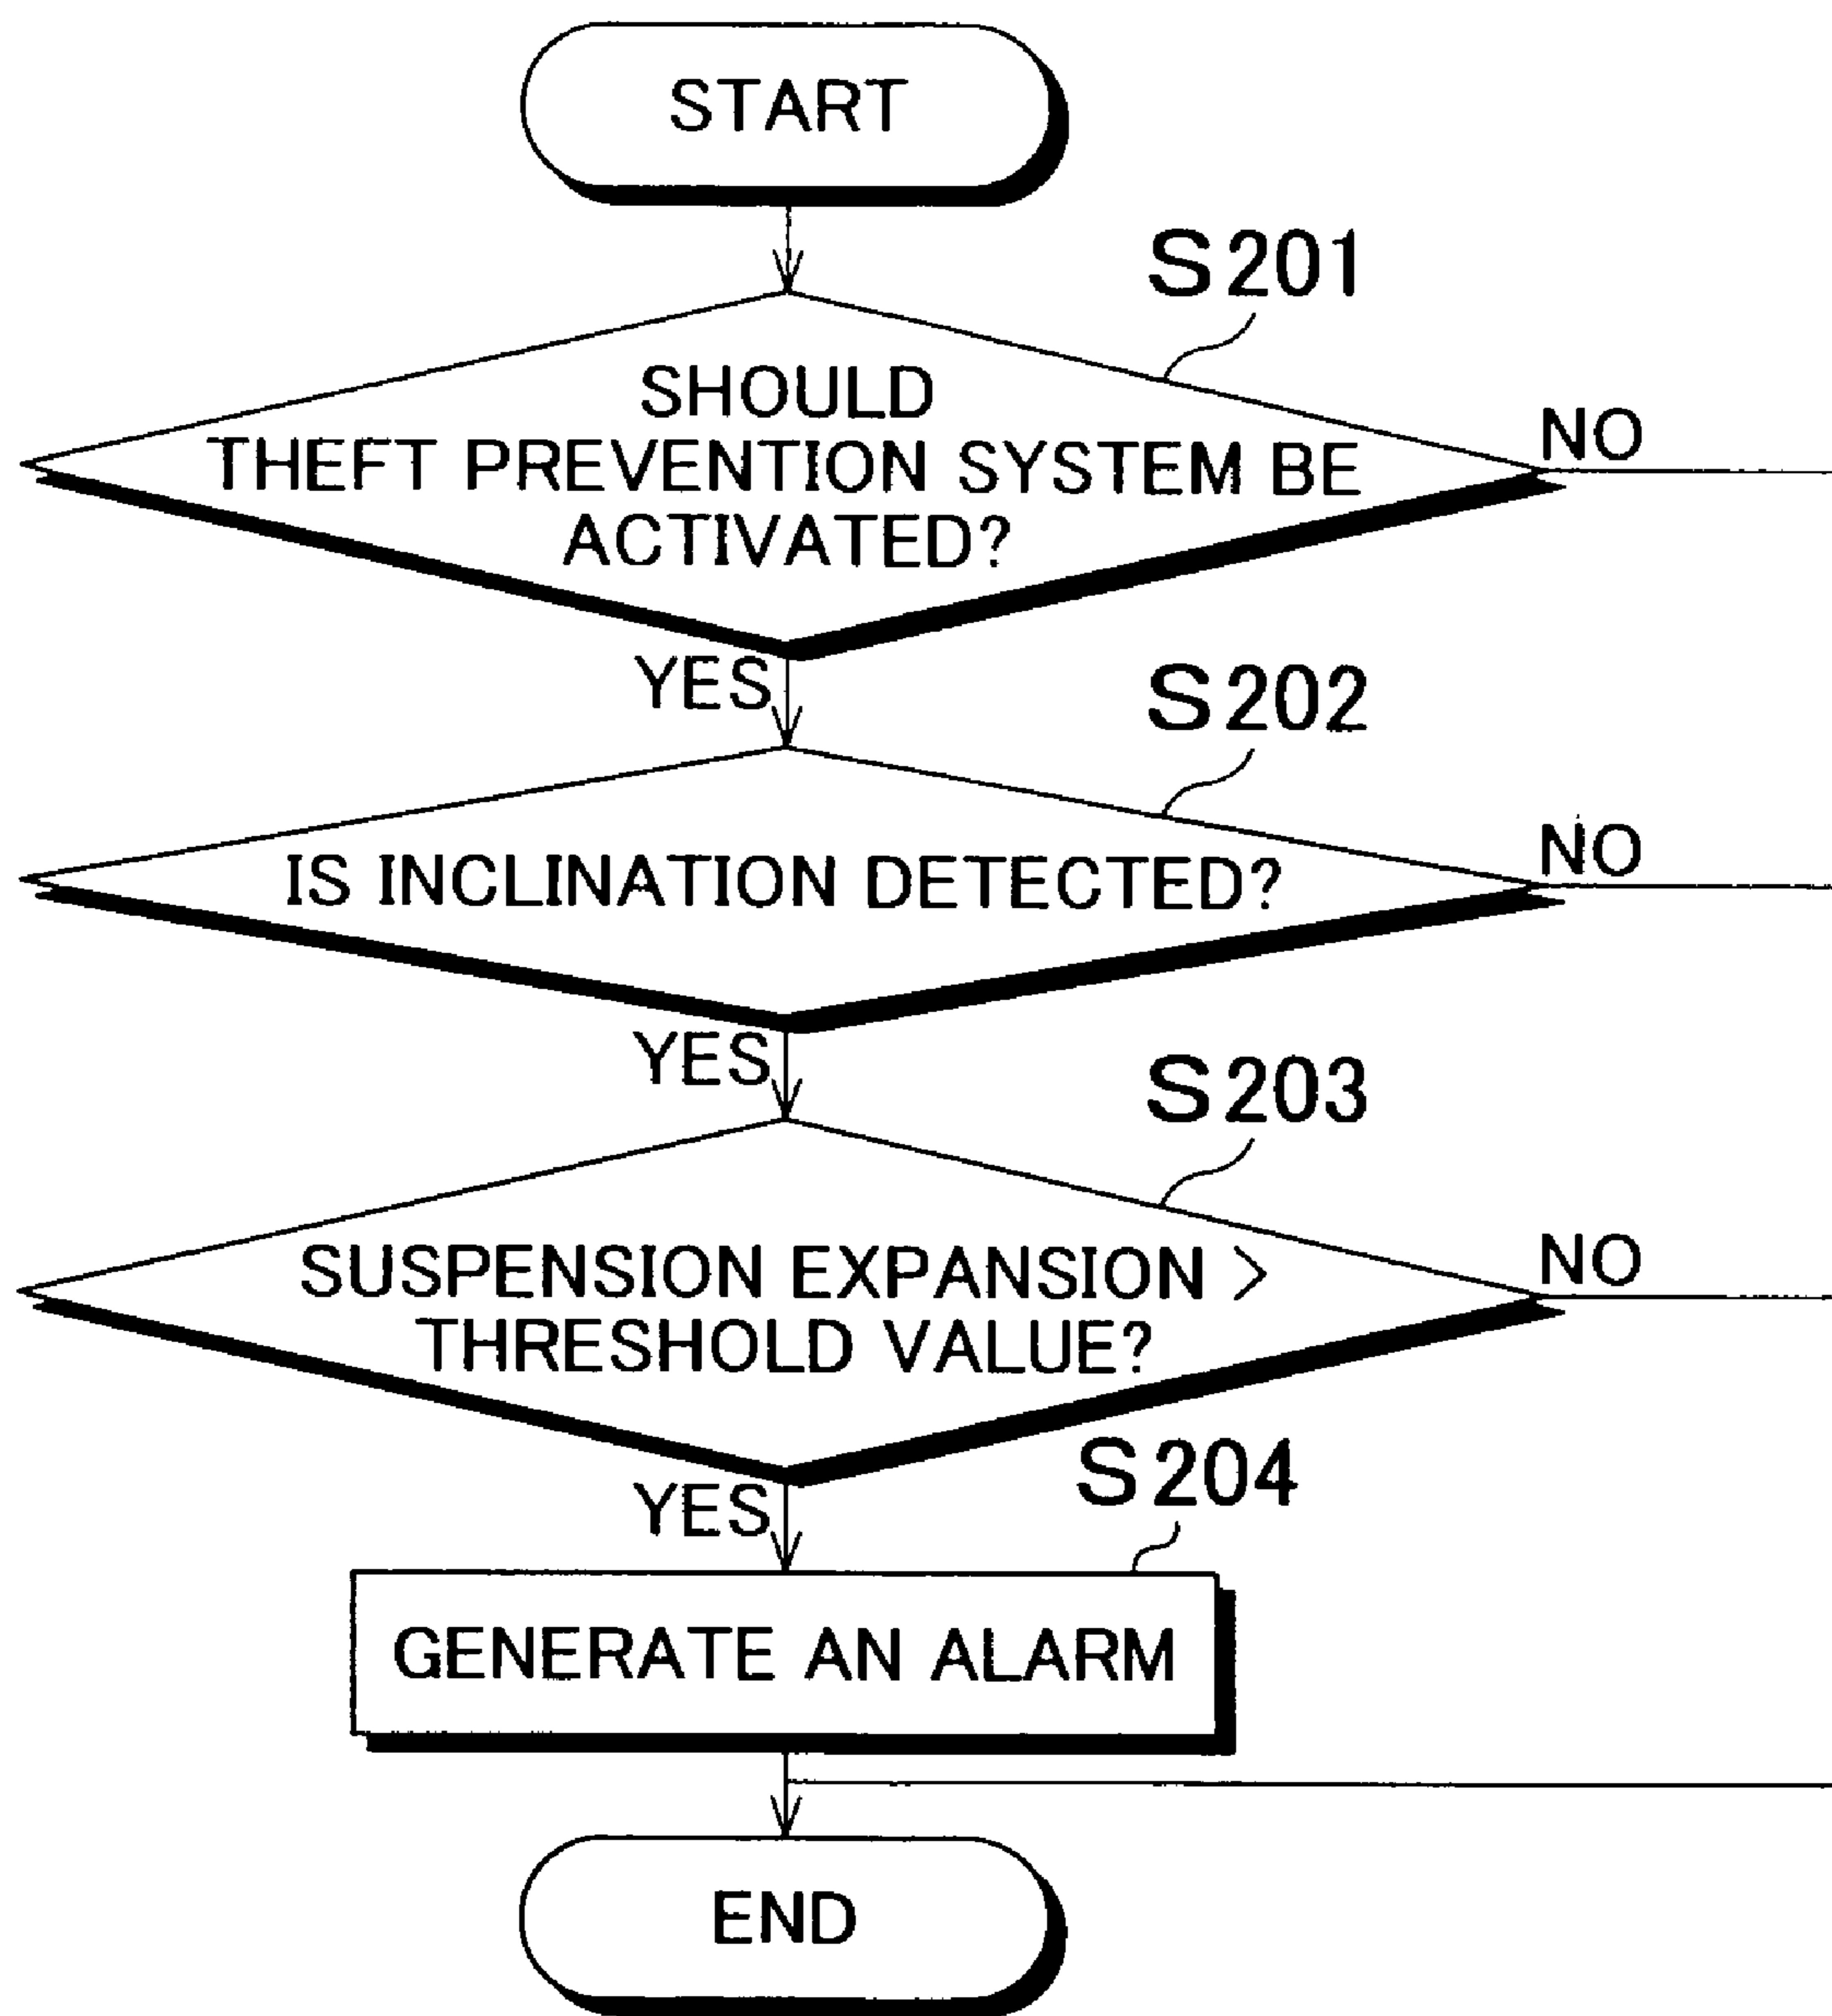 START
S201
SHOULD
THEFT PREVENTION SYSTEM BE
ACTIVATED?
NO
YES
S202
IS INCLINATION DETECTED?
NO
YES
S203
SUSPENSION EXPANSION >
THRESHOLD VALUE?
NO
YES
S204
GENERATE AN ALARM
END